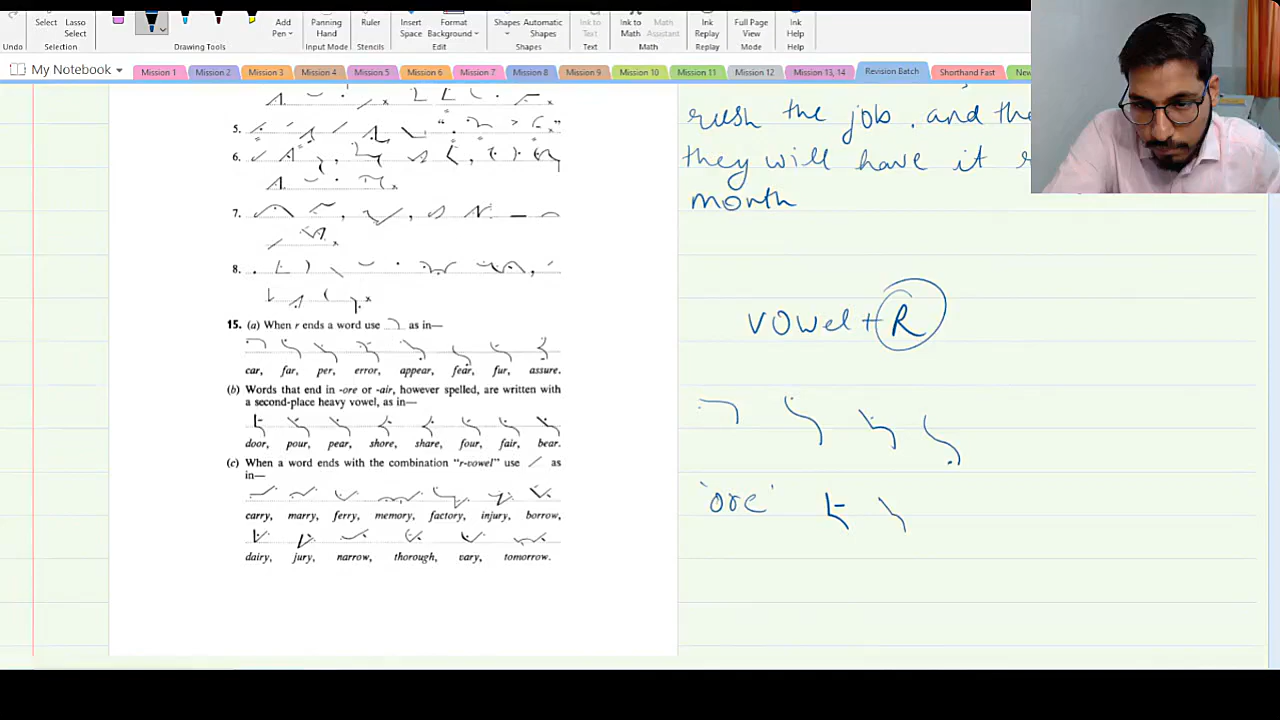 Select
Lasso
Select
Add
Pen
Panning
Hand
Ruler
Insert
Space
Format
Background
Shapes
Automatic
Shapes
Ink to
Text
Ink to
Math
Math
Assistant
Ink
Replay
Full Page
View
Ink
Help
Undo
Selection
Drawing Tools
Input Mode
Stencils
Edit
Shapes
Text
Math
Replay
Mode
Help
My Notebook
Mission 1
Mission 2
Mission 3
Mission 4
Mission 5
Mission 6
Mission 7
Mission 8
Mission 9
Mission 10
Mission 11
Mission 12
Mission 13, 14
Revision Batch
Shorthand Fast
5.
6.
7.
8.
15. (a) When r ends a word use as in—
car, far, per, error, appear, fear, fur, assure.
(b) Words that end in -ore or -air, however spelled, are written with
a second-place heavy vowel, as in—
door, pour, pear, shore, share, four, fair, bear.
(c) When a word ends with the combination "r-vowel" use as
in—
carry, marry, ferry, memory, factory, injury, borrow,
dairy, jury, narrow, thorough, vary, tomorrow.
rush the job, and the
they will have it
month
vowel + R
'ore'